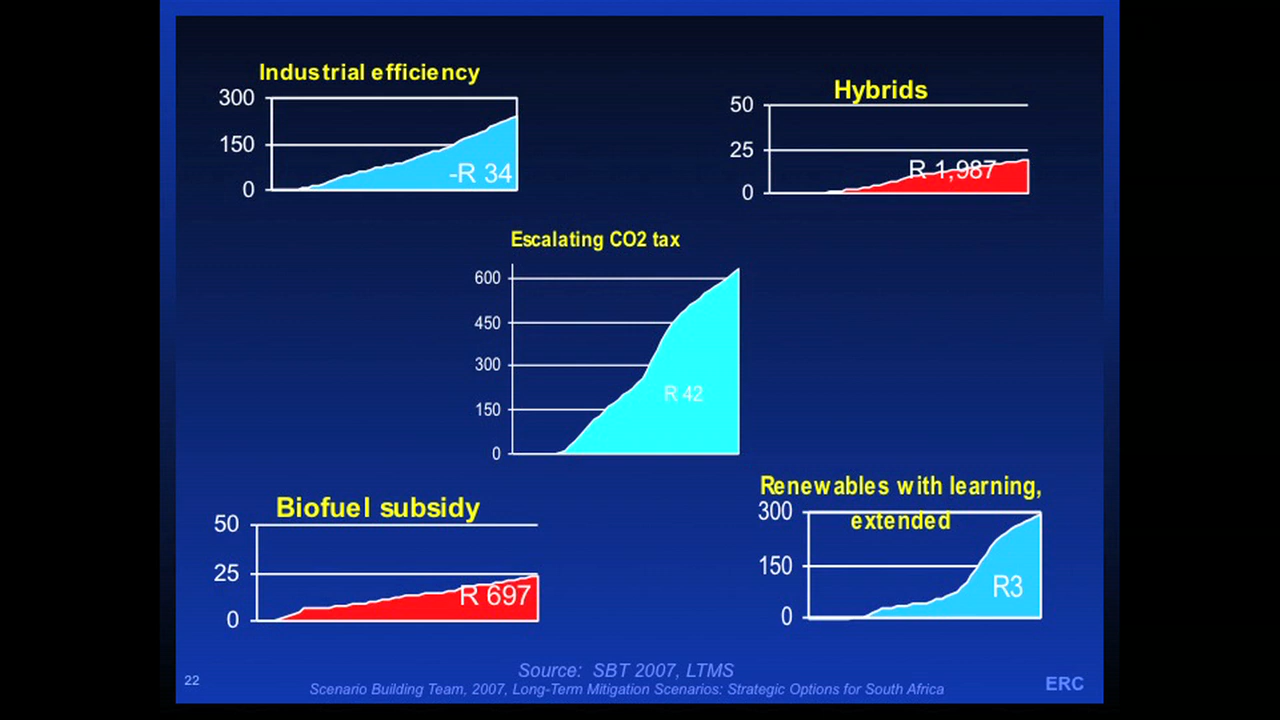 Industrial efficiency
300
150
0
-R 34
Hybrids
50
25
0
R 1,987
Escalating CO2 tax
600
450
300
150
0
R 42
Biofuel subsidy
50
25
0
R 697
Renewables with learning,
extended
300
150
0
R3
Source: SBT 2007, LTMS
Scenario Building Team, 2007, Long-Term Mitigation Scenarios: Strategic Options for South Africa
22
ERC